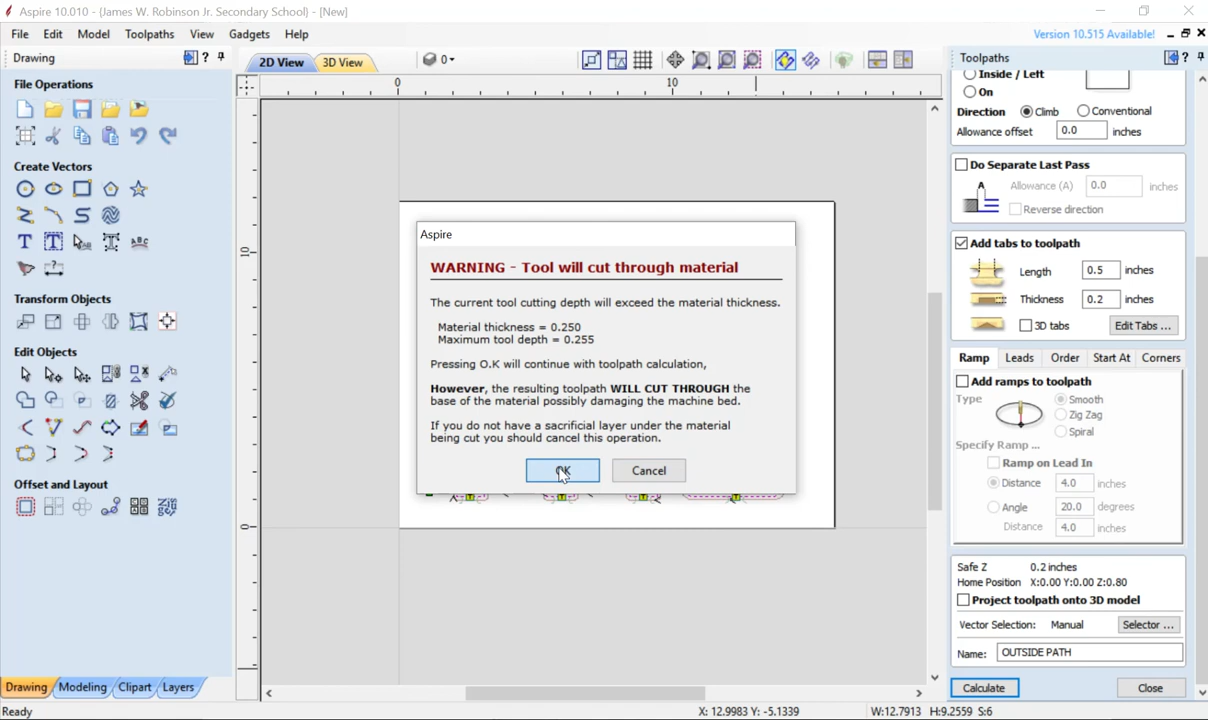 Aspire 10.010 - {James W. Robinson Jr. Secondary School} - [New]
File Edit Model Toolpaths View Gadgets Help
Version 10.515 Available!
Drawing
2D View
3D View
0
Toolpaths
File Operations
Create Vectors
Transform Objects
Edit Objects
Offset and Layout
Drawing Modeling Clipart Layers
Ready
0
10
10
0
Aspire
WARNING - Tool will cut through material
The current tool cutting depth will exceed the material thickness.
Material thickness = 0.250
Maximum tool depth = 0.255
Pressing O.K will continue with toolpath calculation,
However, the resulting toolpath WILL CUT THROUGH the
base of the material possibly damaging the machine bed.
If you do not have a sacrificial layer under the material
being cut you should cancel this operation.
OK
Cancel
Inside / Left
On
Direction Climb Conventional
Allowance offset 0.0 inches
Do Separate Last Pass
A Allowance (A) 0.0 inches
Reverse direction
Add tabs to toolpath
Length 0.5 inches
Thickness 0.2 inches
3D tabs Edit Tabs ...
Ramp Leads Order Start At Corners
Add ramps to toolpath
Type Smooth
Zig Zag
Spiral
Specify Ramp ...
Ramp on Lead In
Distance 4.0 inches
Angle 20.0 degrees
Distance 4.0 inches
Safe Z 0.2 inches
Home Position X:0.00 Y:0.00 Z:0.80
Project toolpath onto 3D model
Vector Selection: Manual Selector ...
Name: OUTSIDE PATH
Calculate Close
X: 12.9983 Y: -5.1339
W:12.7913 H:9.2559 S:6